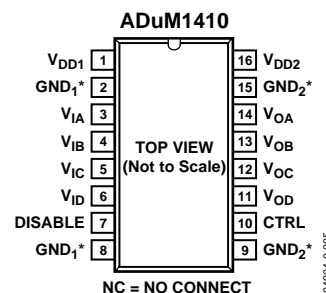 ADuM1410
VDD1 1 16 VDD2
GND1* 2 15 GND2*
VIA 3 14 VOA
VIB 4 13 VOB
VIC 5 12 VOC
VID 6 11 VOD
DISABLE 7 10 CTRL
GND1* 8 9 GND2*
TOP VIEW
(Not to Scale)
NC = NO CONNECT